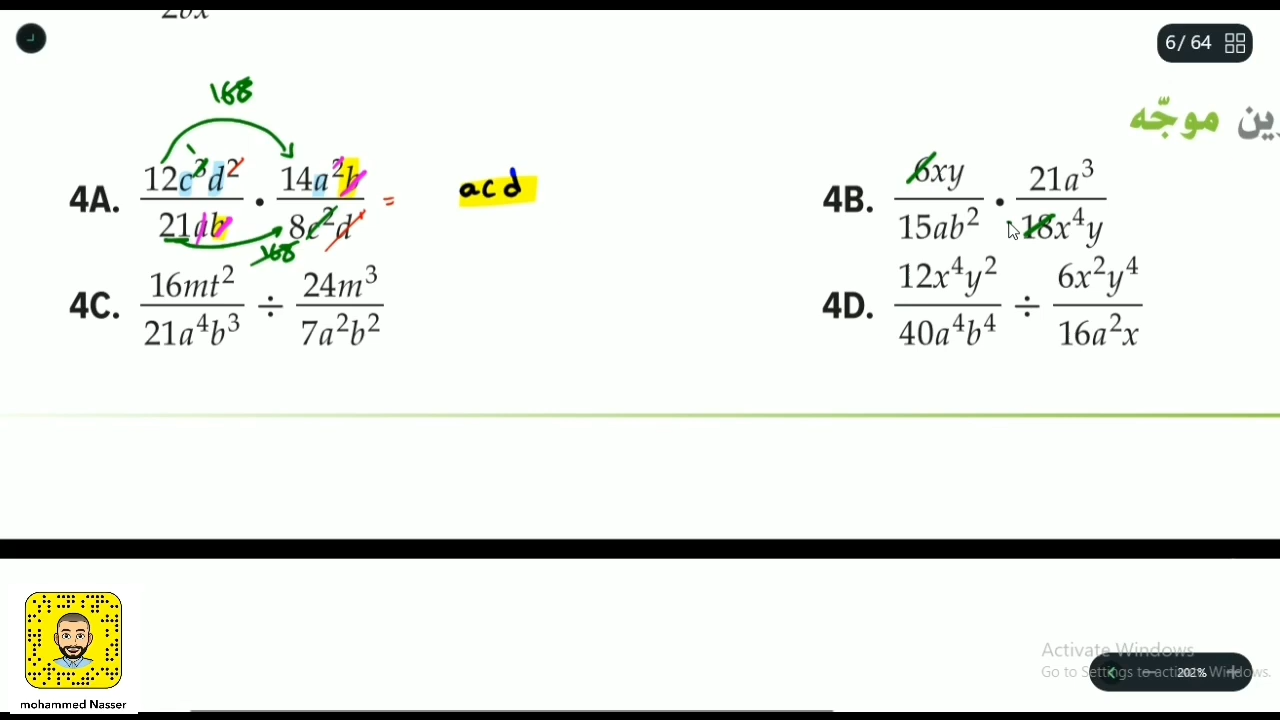 6 / 64
168
ين موجّه
4A. 12c³d²/21ab · 14a²b/8c²d = acd
168
4B. 6xy/15ab² · 21a³/18x⁴y
4C. 16mt²/21a⁴b³ ÷ 24m³/7a²b²
4D. 12x⁴y²/40a⁴b⁴ ÷ 6x²y⁴/16a²x
mohammed Nasser
Activate Windows
Go to Settings to activate Windows.
202%